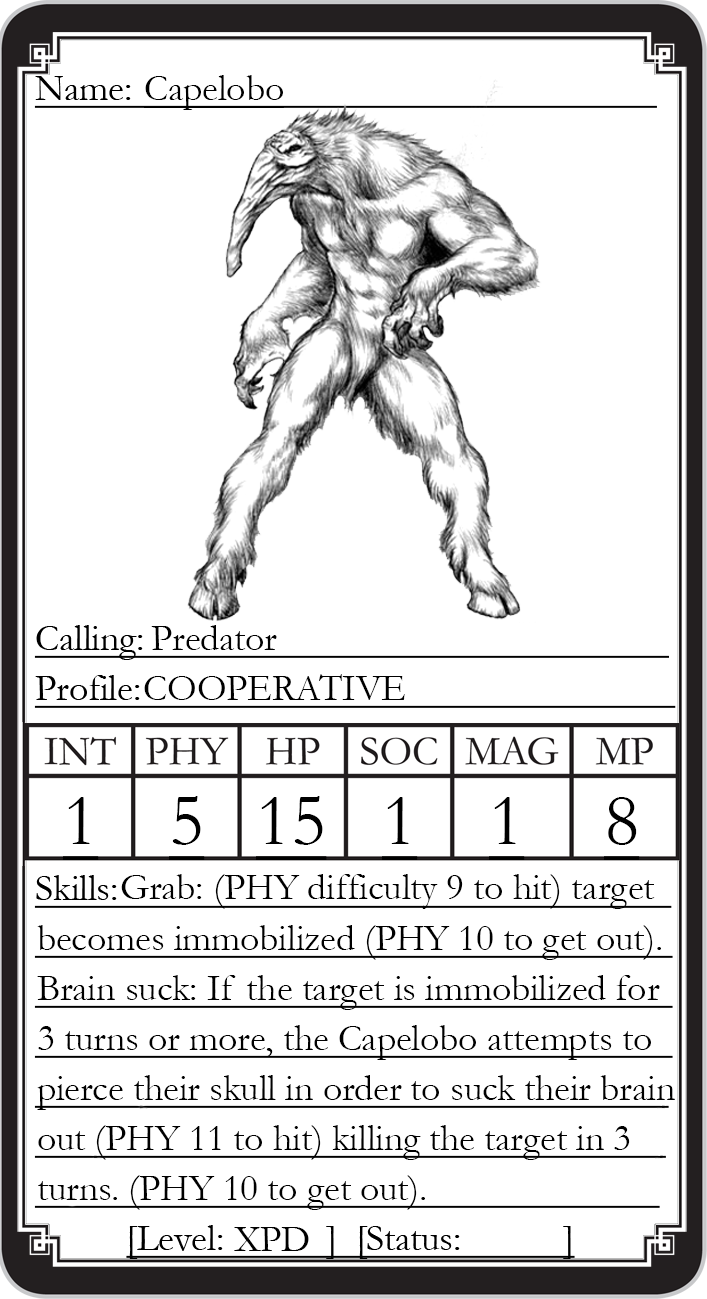 Name: Capelobo
Calling: Predator
Profile:COOPERATIVE
INT PHY HP SOC MAG MP
1 5 15 1 1 8
Skills:Grab: (PHY difficulty 9 to hit) target
becomes immobilized (PHY 10 to get out).
Brain suck: If the target is immobilized for
3 turns or more, the Capelobo attempts to
pierce their skull in order to suck their brain
out (PHY 11 to hit) killing the target in 3
turns. (PHY 10 to get out).
[Level: XPD ] [Status: ]